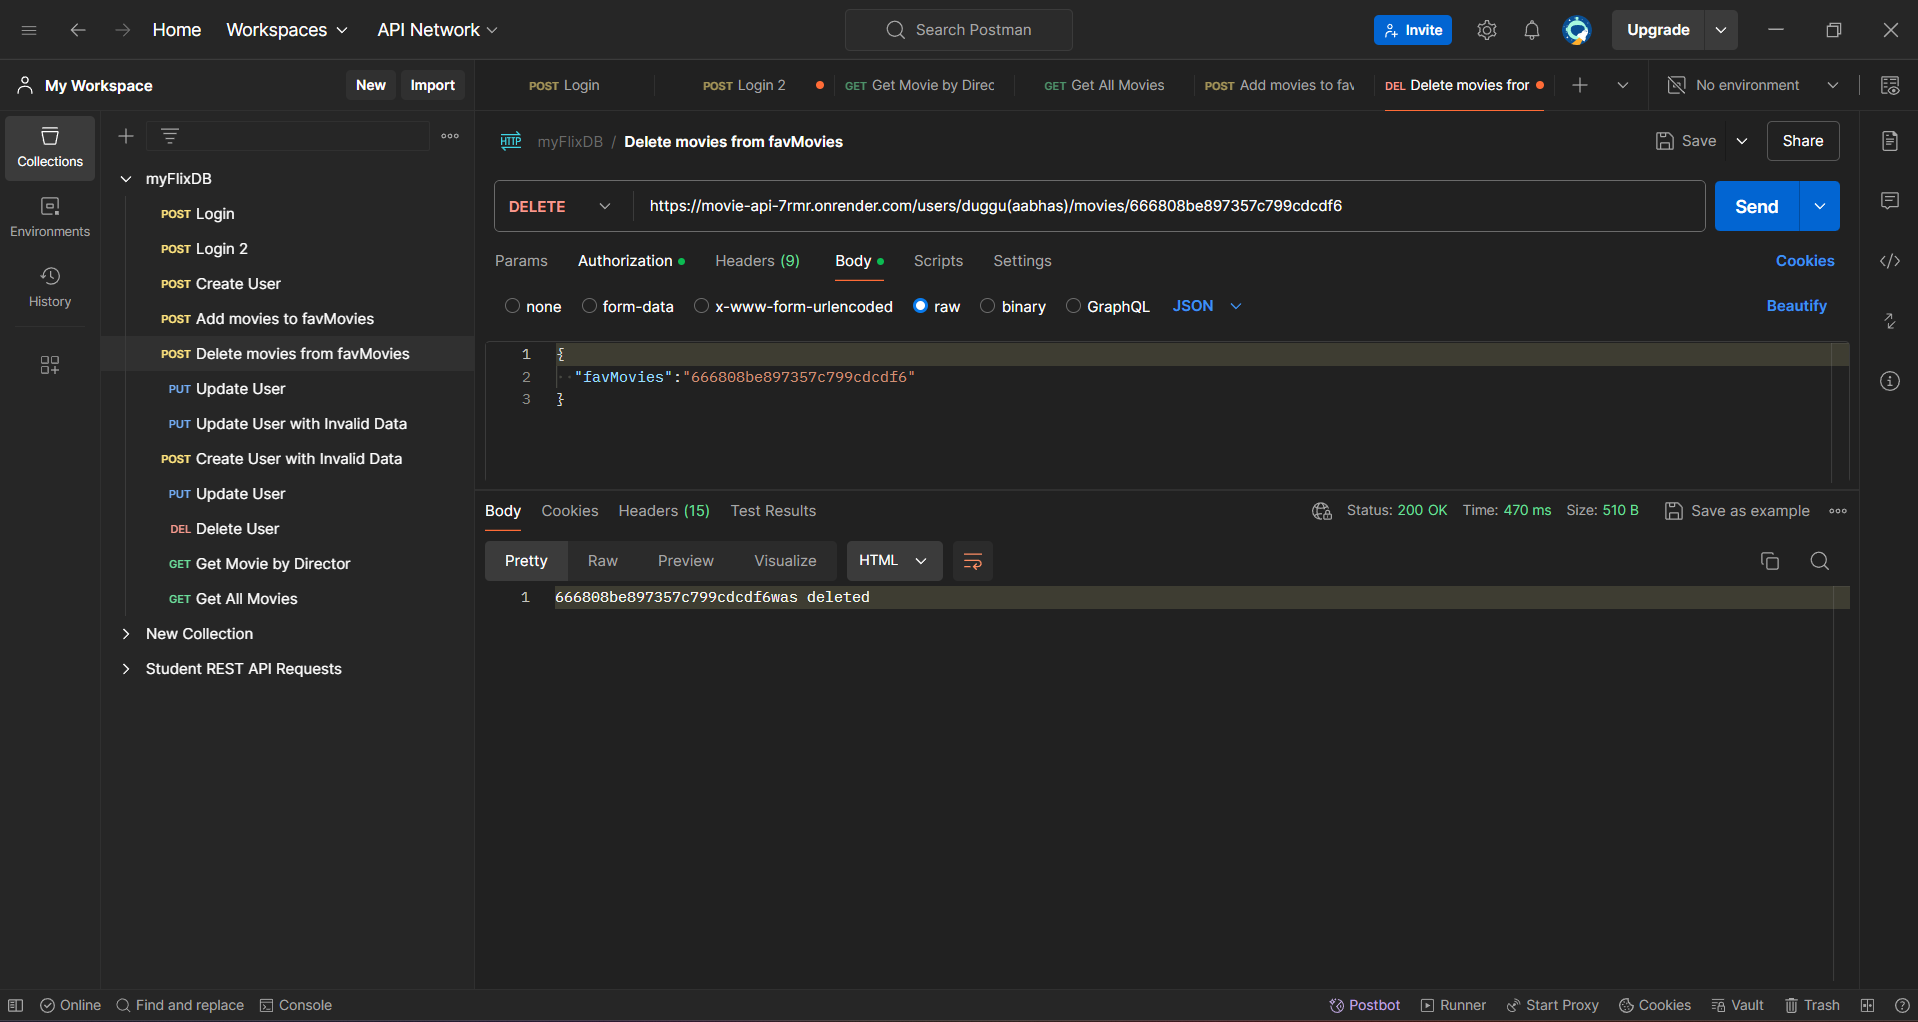 Home Workspaces API Network Search Postman Invite Upgrade
My Workspace New Import POST Login POST Login 2 GET Get Movie by Direc GET Get All Movies POST Add movies to fav DEL Delete movies fror No environment
Collections
Environments
History
myFlixDB
POST Login
POST Login 2
POST Create User
POST Add movies to favMovies
POST Delete movies from favMovies
PUT Update User
PUT Update User with Invalid Data
POST Create User with Invalid Data
PUT Update User
DEL Delete User
GET Get Movie by Director
GET Get All Movies
New Collection
Student REST API Requests
HTTP myFlixDB / Delete movies from favMovies Save Share
DELETE https://movie-api-7rmr.onrender.com/users/duggu(aabhas)/movies/666808be897357c799cdcdf6 Send
Params Authorization Headers (9) Body Scripts Settings Cookies
none form-data x-www-form-urlencoded raw binary GraphQL JSON Beautify
1 {
2 "favMovies":"666808be897357c799cdcdf6"
3 }
Body Cookies Headers (15) Test Results Status: 200 OK Time: 470 ms Size: 510 B Save as example
Pretty Raw Preview Visualize HTML
1 666808be897357c799cdcdf6was deleted
Online Find and replace Console Postbot Runner Start Proxy Cookies Vault Trash